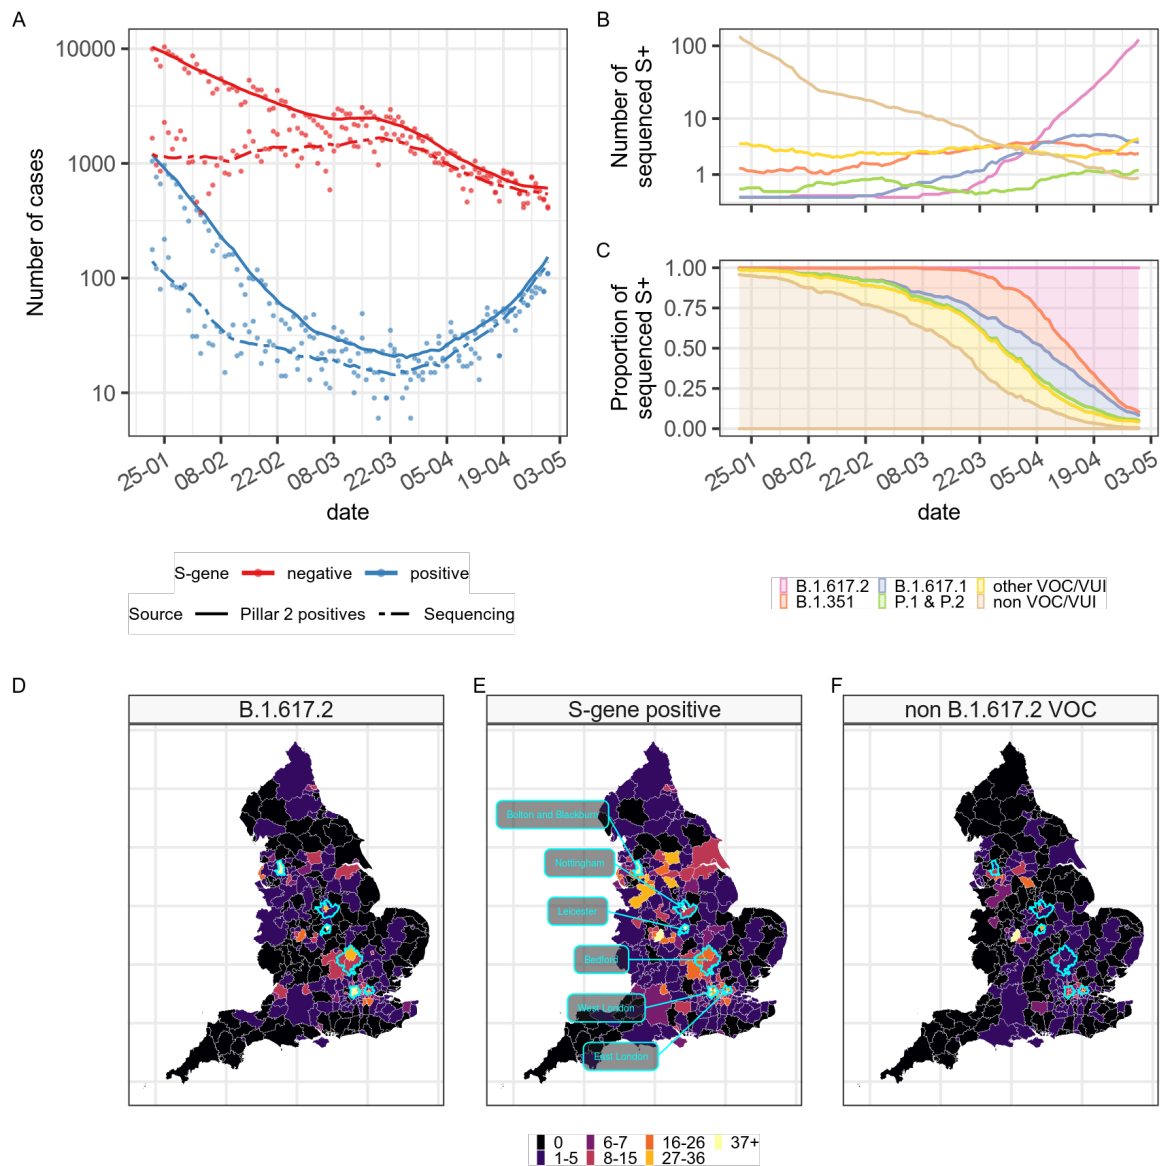 A
10000
1000
100
10
Number of cases
25-01
08-02
22-02
08-03
22-03
05-04
19-04
03-05
date
S-gene negative positive
Source Pillar 2 positives Sequencing
B
100
10
1
Number of
sequenced S+
C
1.00
0.75
0.50
0.25
0.00
Proportion of
sequenced S+
25-01
08-02
22-02
08-03
22-03
05-04
19-04
03-05
date
B.1.617.2 B.1.617.1 other VOC/VUI
B.1.351 P.1 & P.2 non VOC/VUI
D
B.1.617.2
E
S-gene positive
Bolton and Blackburn
Nottingham
Leicester
Bedford
West London
East London
F
non B.1.617.2 VOC
0 6-7 16-26 37+
1-5 8-15 27-36